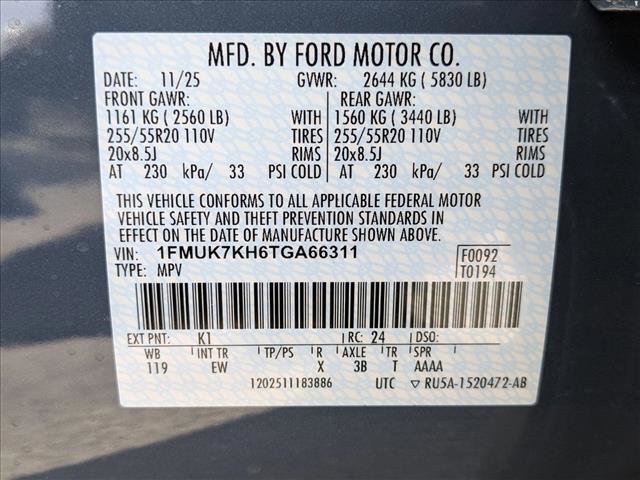 MFD. BY FORD MOTOR CO.
DATE: 11/25 GVWR: 2644 KG ( 5830 LB)
FRONT GAWR: REAR GAWR:
1161 KG ( 2560 LB) WITH 1560 KG ( 3440 LB) WITH
255/55R20 110V TIRES 255/55R20 110V TIRES
20x8.5J RIMS 20x8.5J RIMS
AT 230 kPa/ 33 PSI COLD AT 230 kPa/ 33 PSI COLD
THIS VEHICLE CONFORMS TO ALL APPLICABLE FEDERAL MOTOR
VEHICLE SAFETY AND THEFT PREVENTION STANDARDS IN
EFFECT ON THE DATE OF MANUFACTURE SHOWN ABOVE.
VIN: 1FMUK7KH6TGA66311 F0092
TYPE: MPV T0194
EXT PNT: K1 RC: 24 DSO:
WB INT TR TP/PS R AXLE TR SPR
119 EW X 3B T AAAA
1202511183886 UTC ▽ RU5A-1520472-AB